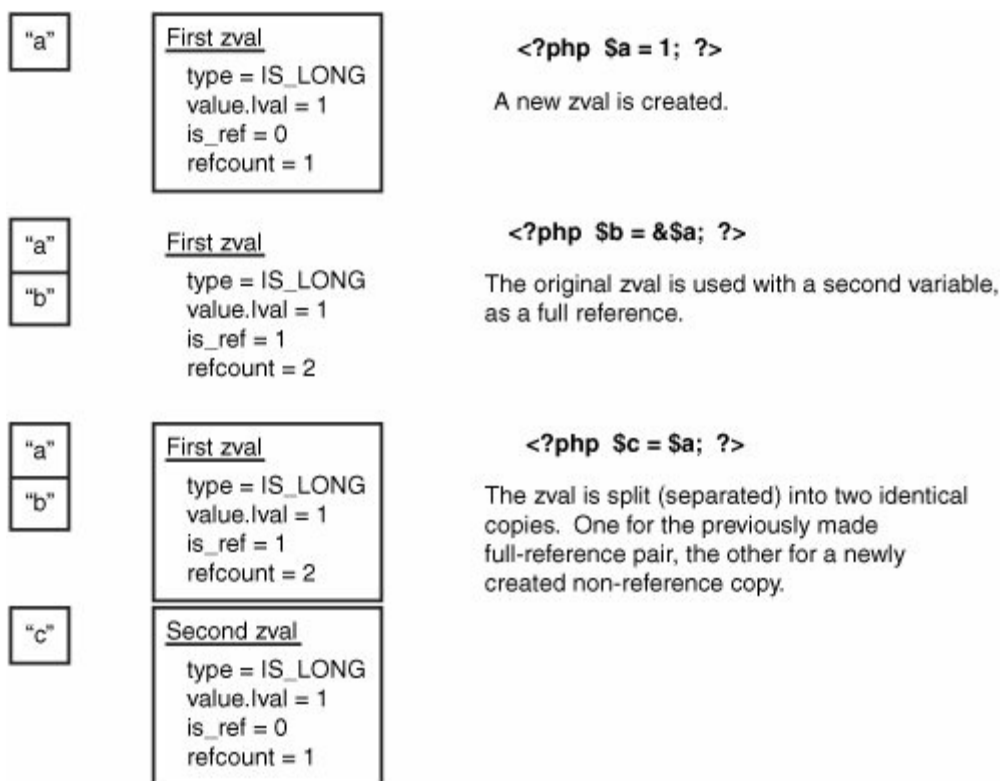 “a”
First zval
type = IS_LONG
value.lval = 1
is_ref = 0
refcount = 1
<?php $a = 1; ?>
A new zval is created.
“a”
“b”
First zval
type = IS_LONG
value.lval = 1
is_ref = 1
refcount = 2
<?php $b = &$a; ?>
The original zval is used with a second variable,
as a full reference.
“a”
“b”
First zval
type = IS_LONG
value.lval = 1
is_ref = 1
refcount = 2
<?php $c = $a; ?>
The zval is split (separated) into two identical
copies. One for the previously made
full-reference pair, the other for a newly
created non-reference copy.
“c”
Second zval
type = IS_LONG
value.lval = 1
is_ref = 0
refcount = 1